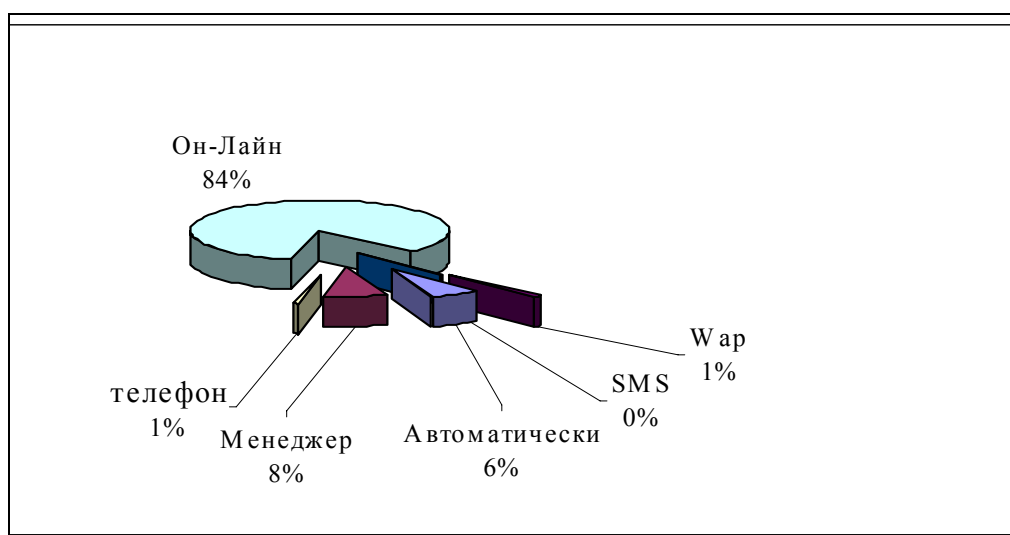 Он-Лайн
84%
Wap
1%
SMS
0%
Автоматически
6%
Менеджер
8%
телефон
1%